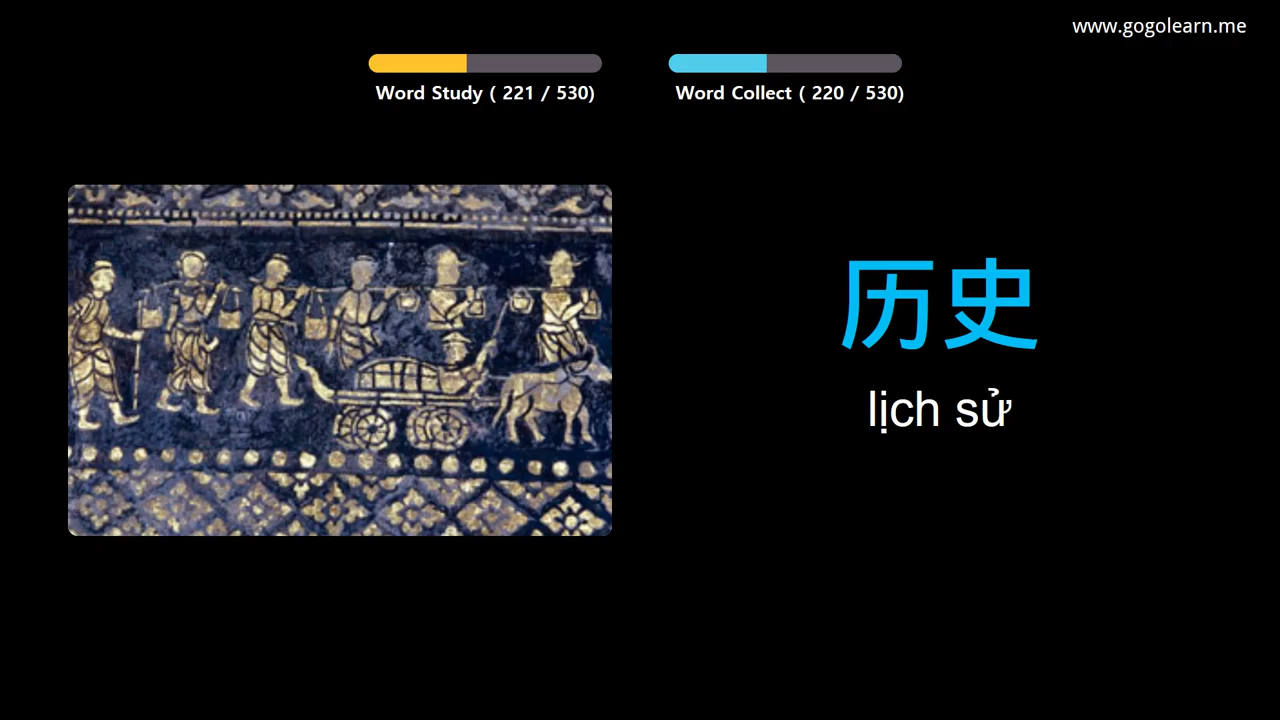 www.gogolearn.me
Word Study ( 221 / 530)
Word Collect ( 220 / 530)
历史
lịch sử